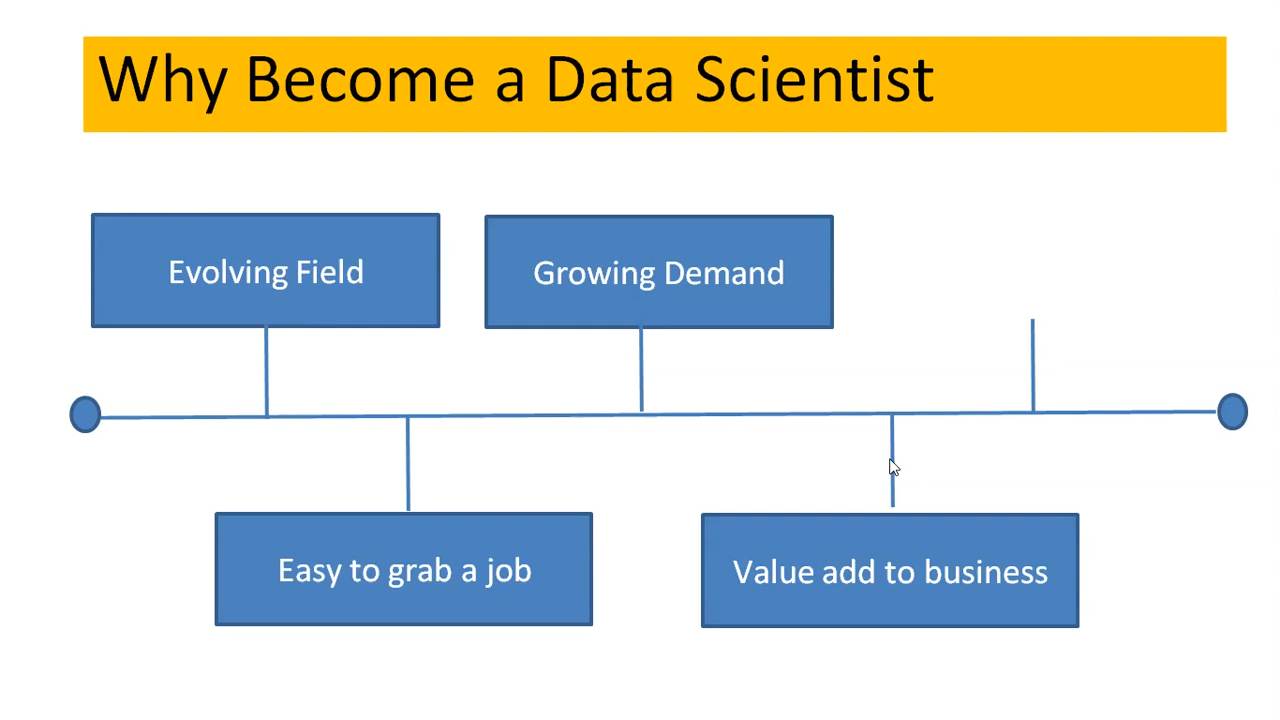 Why Become a Data Scientist
Evolving Field
Growing Demand
Easy to grab a job
Value add to business